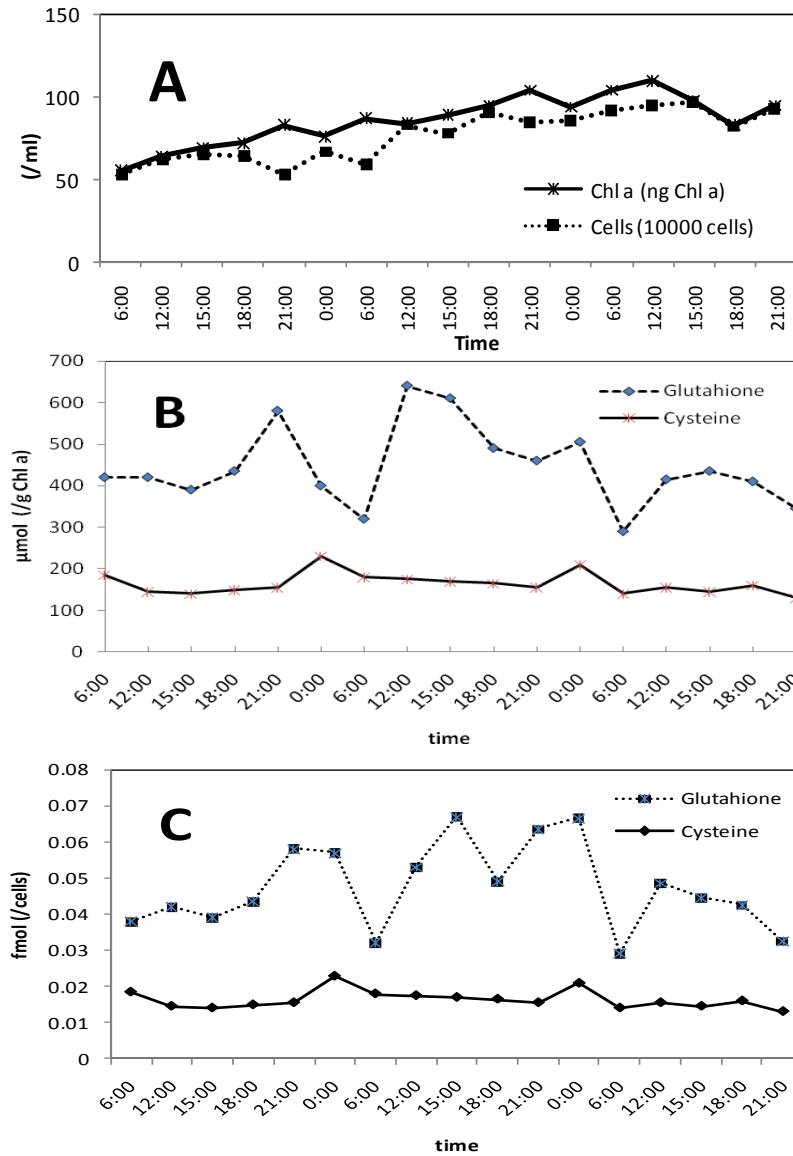 150
A
100
50
0
(/ml)
Chl a (ng Chl a)
Cells (10000 cells)
6:00 12:00 15:00 18:00 21:00 0:00 6:00 12:00 15:00 18:00 21:00 0:00 6:00 12:00 15:00 18:00 21:00
Time
700
600
500
400
300
200
100
0
B
µmol (/g Chl a)
Glutahione
Cysteine
6:00 12:00 15:00 18:00 21:00 0:00 6:00 12:00 15:00 18:00 21:00 0:00 6:00 12:00 15:00 18:00 21:00
time
0.08
0.07
0.06
0.05
0.04
0.03
0.02
0.01
0
C
fmol (/cells)
Glutahione
Cysteine
6:00 12:00 15:00 18:00 21:00 0:00 6:00 12:00 15:00 18:00 21:00 0:00 6:00 12:00 15:00 18:00 21:00
time